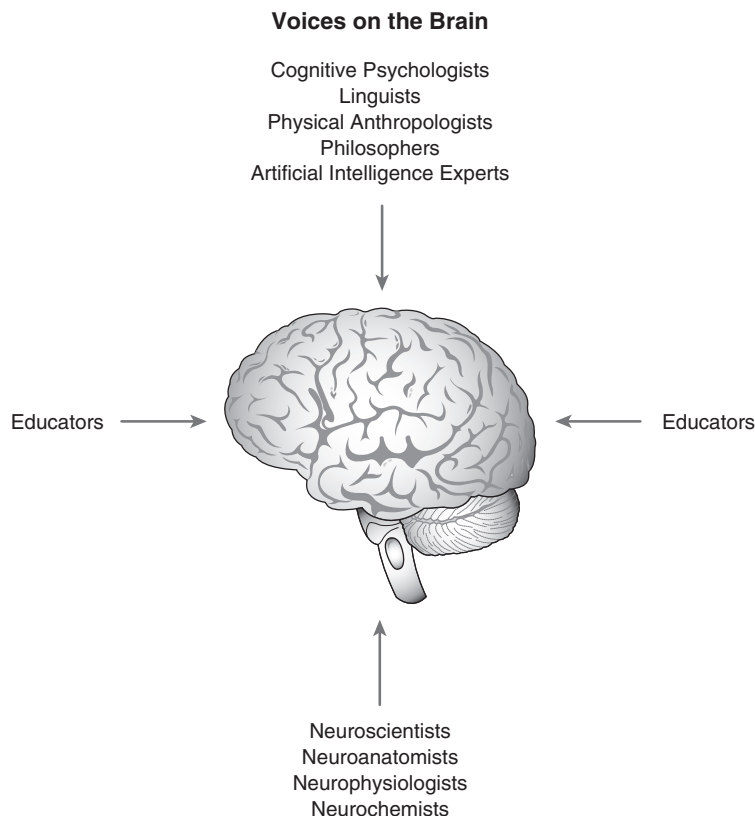 Voices on the Brain
Cognitive Psychologists
Linguists
Physical Anthropologists
Philosophers
Artificial Intelligence Experts
Educators
Educators
Neuroscientists
Neuroanatomists
Neurophysiologists
Neurochemists